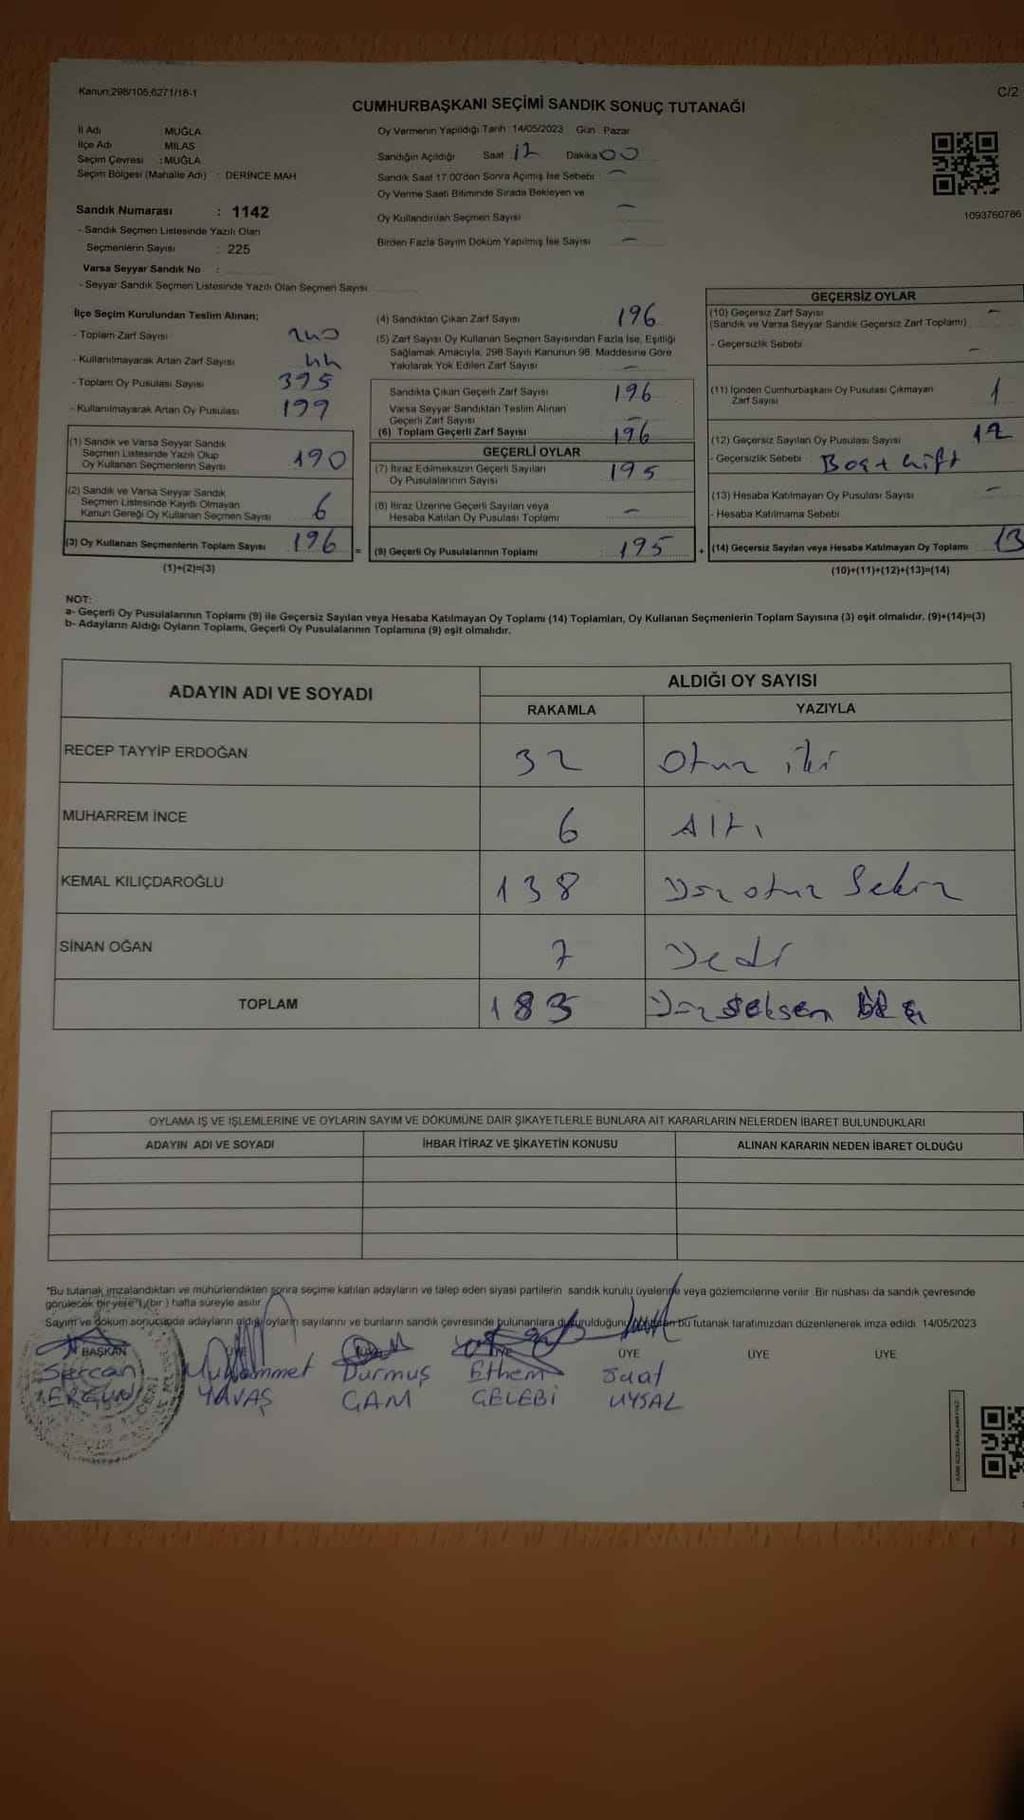 Kanun:298/105,6271/18-1
C/2
CUMHURBAŞKANI SEÇİMİ SANDIK SONUÇ TUTANAĞI
İl Adı MUĞLA
İlçe Adı MİLAS
Seçim Çevresi : MUĞLA
Seçim Bölgesi (Mahalle Adı) : DERİNCE MAH
Sandık Numarası : 1142
- Sandık Seçmen Listesinde Yazılı Olan
Seçmenlerin Sayısı : 225
Varsa Seyyar Sandık No :
- Seyyar Sandık Seçmen Listesinde Yazılı Olan Seçmen Sayısı
Oy Vermenin Yapıldığı Tarih : 14/05/2023 Gün : Pazar
Sandığın Açıldığı Saat 17 Dakika 00
Sandık Saat 17.00'den Sonra Açımış İse Sebebi : -
Oy Verme Saati Bitiminde Sırada Bekleyen ve
Oy Kullandırılan Seçmen Sayısı -
Birden Fazla Sayım Döküm Yapılmış İse Sayısı -
1093760786
İlçe Seçim Kurulundan Teslim Alınan;
- Toplam Zarf Sayısı 240
- Kullanılmayarak Artan Zarf Sayısı 44
- Toplam Oy Pusulası Sayısı 395
- Kullanılmayarak Artan Oy Pusulası 199
(1) Sandık ve Varsa Seyyar Sandık
Seçmen Listesinde Yazılı Olup
Oy Kullanan Seçmenlerin Sayısı 190
(2) Sandık ve Varsa Seyyar Sandık
Seçmen Listesinde Kayıtlı Olmayan
Kanun Gereği Oy Kullanan Seçmen Sayısı 6
(3) Oy Kullanan Seçmenlerin Toplam Sayısı 196 =
(1)+(2)=(3)
(4) Sandıktan Çıkan Zarf Sayısı 196
(5) Zarf Sayısı Oy Kullanan Seçmen Sayısından Fazla İse, Eşitliği
Sağlamak Amacıyla, 298 Sayılı Kanunun 98. Maddesine Göre
Yakılarak Yok Edilen Zarf Sayısı -
Sandıkta Çıkan Geçerli Zarf Sayısı 196
Varsa Seyyar Sandıktan Teslim Alınan
Geçerli Zarf Sayısı -
(6) Toplam Geçerli Zarf Sayısı 196
GEÇERLİ OYLAR
(7) İtiraz Edilmeksizin Geçerli Sayılan
Oy Pusulalarının Sayısı 195
(8) İtiraz Üzerine Geçerli Sayılan veya
Hesaba Katılan Oy Pusulası Toplamı -
(9) Geçerli Oy Pusulalarının Toplamı : 195 +
GEÇERSİZ OYLAR
(10) Geçersiz Zarf Sayısı -
(Sandık ve Varsa Seyyar Sandık Geçersiz Zarf Toplamı)
- Geçersizlik Sebebi -
(11) İçinden Cumhurbaşkanı Oy Pusulası Çıkmayan
Zarf Sayısı 1
(12) Geçersiz Sayılan Oy Pusulası Sayısı 12
- Geçersizlik Sebebi : Boş + Çift
(13) Hesaba Katılmayan Oy Pusulası Sayısı -
- Hesaba Katılmama Sebebi
(14) Geçersiz Sayılan veya Hesaba Katılmayan Oy Toplamı 13
(10)+(11)+(12)+(13)=(14)
NOT:
a- Geçerli Oy Pusulalarının Toplamı (9) ile Geçersiz Sayılan veya Hesaba Katılmayan Oy Toplamı (14) Toplamları, Oy Kullanan Seçmenlerin Toplam Sayısına (3) eşit olmalıdır. (9)+(14)=(3)
b- Adayların Aldığı Oyların Toplamı, Geçerli Oy Pusulalarının Toplamına (9) eşit olmalıdır.
ADAYIN ADI VE SOYADI ALDIĞI OY SAYISI
RAKAMLA YAZIYLA
RECEP TAYYİP ERDOĞAN 32 Otuz iki
MUHARREM İNCE 6 Altı
KEMAL KILIÇDAROĞLU 138 Yüz otuz Sekiz
SİNAN OĞAN 7 Yedi
TOPLAM 183 Yüz seksen
OYLAMA İŞ VE İŞLEMLERİNE VE OYLARIN SAYIM VE DÖKÜMÜNE DAİR ŞİKAYETLERLE BUNLARA AİT KARARLARIN NELERDEN İBARET BULUNDUKLARI
ADAYIN ADI VE SOYADI İHBAR İTİRAZ VE ŞİKAYETİN KONUSU ALINAN KARARIN NEDEN İBARET OLDUĞU
*Bu tutanak imzalandıktan ve mühürlendikten sonra seçime katılan adayların ve talep eden siyasi partilerin sandık kurulu üyelerine veya gözlemcilerine verilir. Bir nüshası da sandık çevresinde
görülecek bir yere 1 (bir) hafta süreyle asılır
Sayım ve döküm sonucunda adayların aldığı oyların sayılarını ve bunların sandık çevresinde bulunanlara duyurulduğunu bu tutanak tarafımızdan düzenlenerek imza edildi. 14/05/2023
BAŞKAN ÜYE ÜYE ÜYE
Sercan Muhammet Durmuş Ethem Suat
ERGUN YAVAŞ ÇAM ÇELEBİ UYSAL